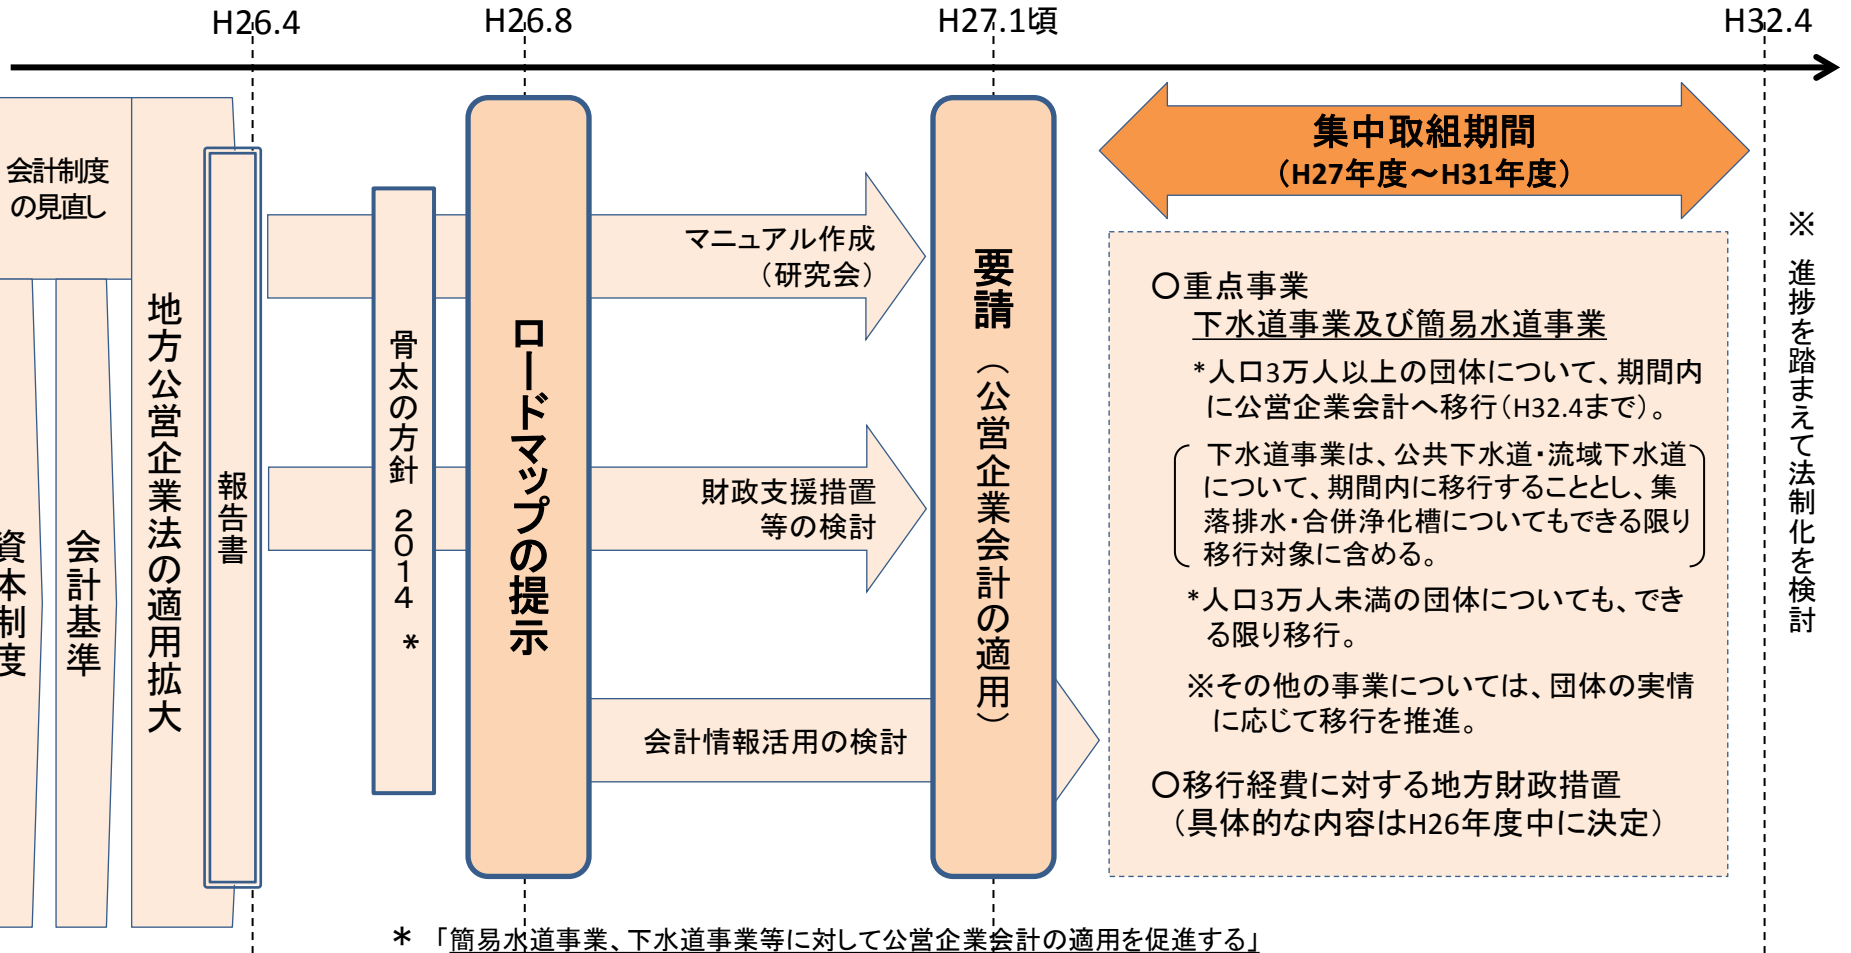 H26.4
H26.8
H27.1頃
H32.4
会計制度
の見直し
資本制度
会計基準
地方公営企業法の適用拡大
報告書
骨太の方針 2014 *
ロードマップの提示
マニュアル作成
(研究会)
財政支援措置
等の検討
会計情報活用の検討
要請(公営企業会計の適用)
集中取組期間
(H27年度～H31年度)
○重点事業
下水道事業及び簡易水道事業
*人口3万人以上の団体について、期間内
に公営企業会計へ移行(H32.4まで)。
下水道事業は、公共下水道・流域下水道
について、期間内に移行することとし、集
落排水・合併浄化槽についてもできる限り
移行対象に含める。
*人口3万人未満の団体についても、でき
る限り移行。
※その他の事業については、団体の実情
に応じて移行を推進。
○移行経費に対する地方財政措置
(具体的な内容はH26年度中に決定)
※ 進捗を踏まえて法制化を検討
* 「簡易水道事業、下水道事業等に対して公営企業会計の適用を促進する」